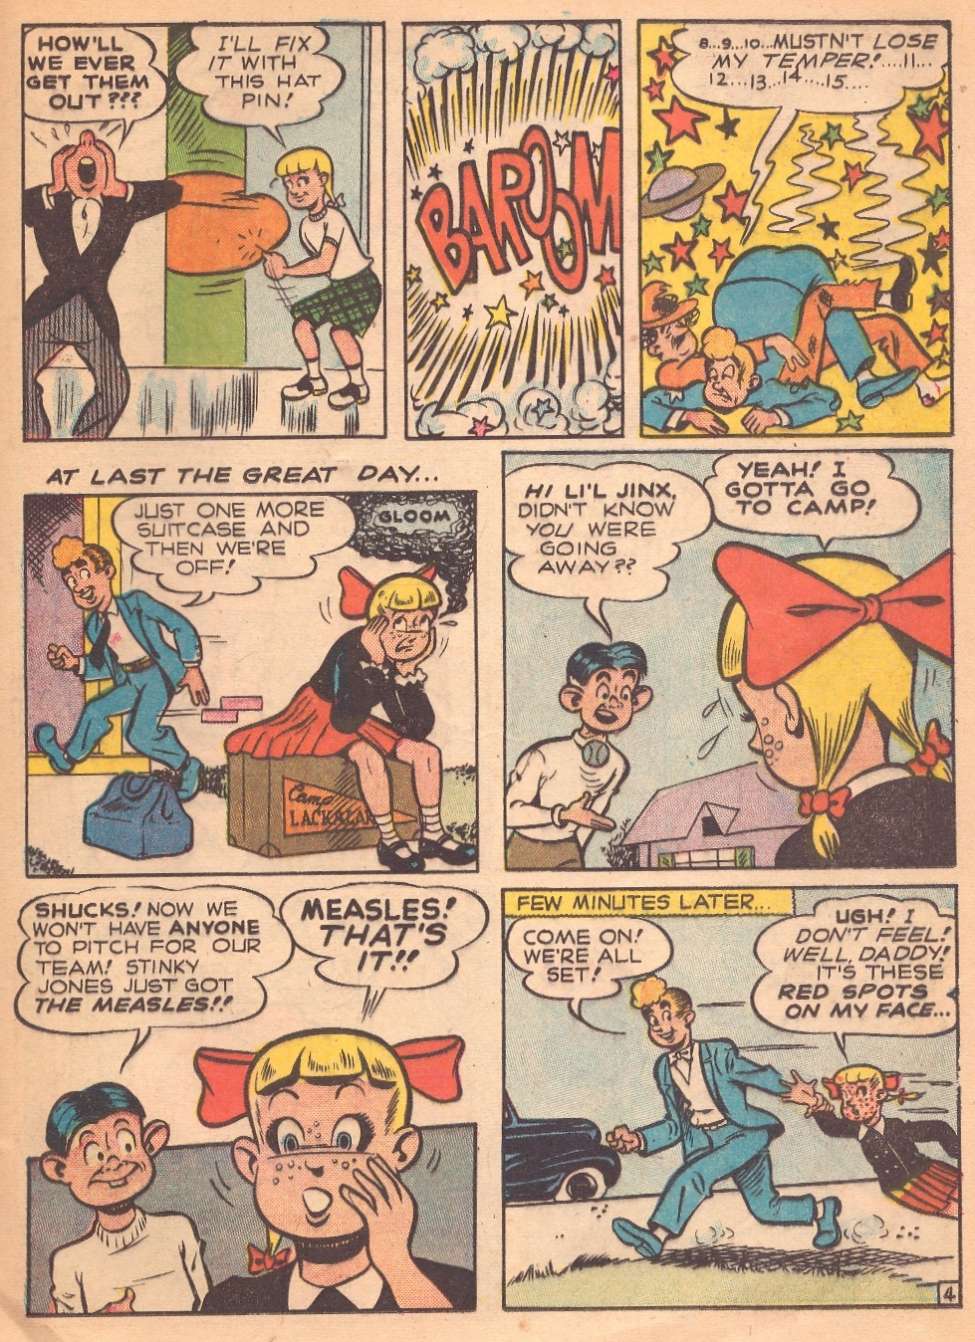 HOW'LL
WE EVER
GET THEM
OUT???
I'LL FIX
IT WITH
THIS HAT
PIN!
BAROOM
8...9...10...MUSTN'T LOSE
MY TEMPER!....11...
12...13...14....15....
AT LAST THE GREAT DAY...
JUST ONE MORE
SUITCASE AND
THEN WE'RE
OFF!
GLOOM
Camp
HI LI'L JINX,
DIDN'T KNOW
YOU WERE
GOING
AWAY??
YEAH! I
GOTTA GO
TO CAMP!
SHUCKS! NOW WE
WON'T HAVE ANYONE
TO PITCH FOR OUR
TEAM! STINKY
JONES JUST GOT
THE MEASLES!!
MEASLES!
THAT'S
IT!!
FEW MINUTES LATER...
COME ON!
WE'RE ALL
SET!
UGH! I
DON'T FEEL!
WELL, DADDY!
IT'S THESE
RED SPOTS
ON MY FACE...
4